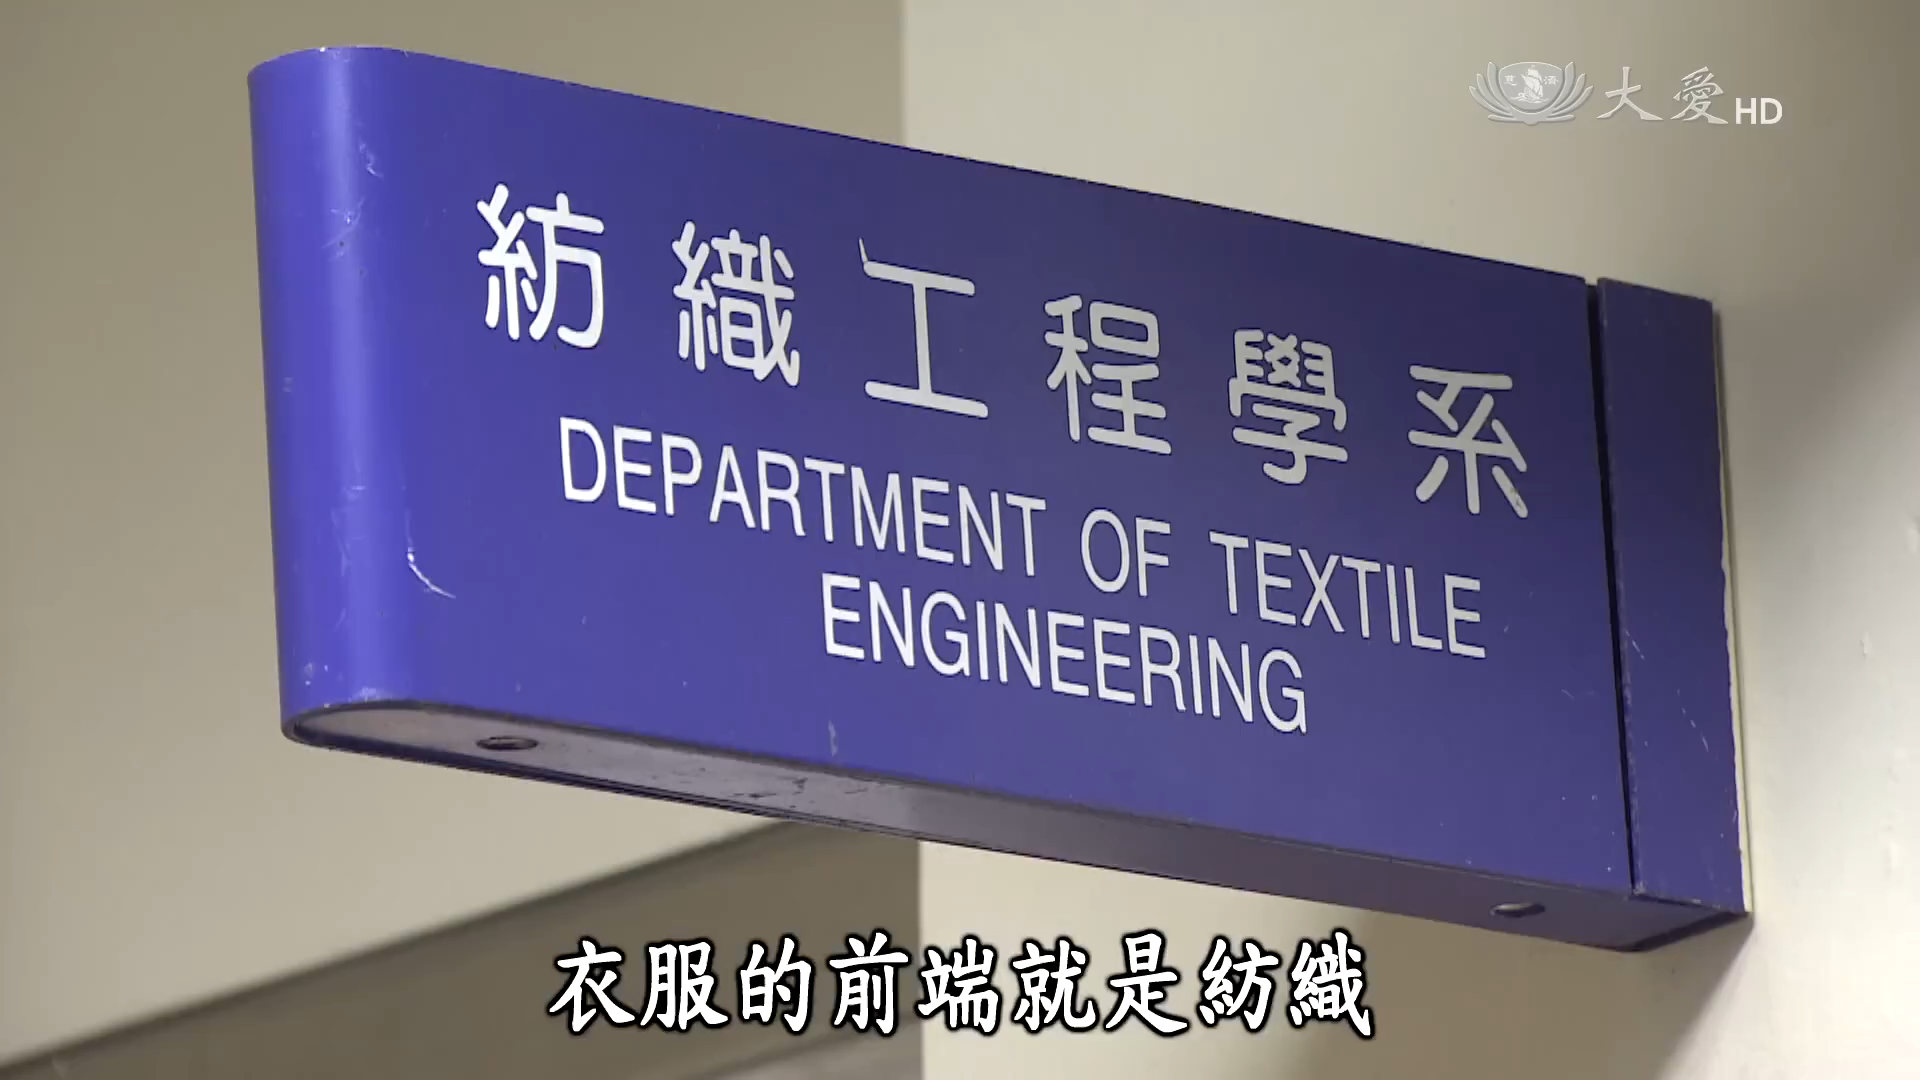 大愛HD
紡織工程學系
DEPARTMENT OF TEXTILE
ENGINEERING
衣服的前端就是紡織